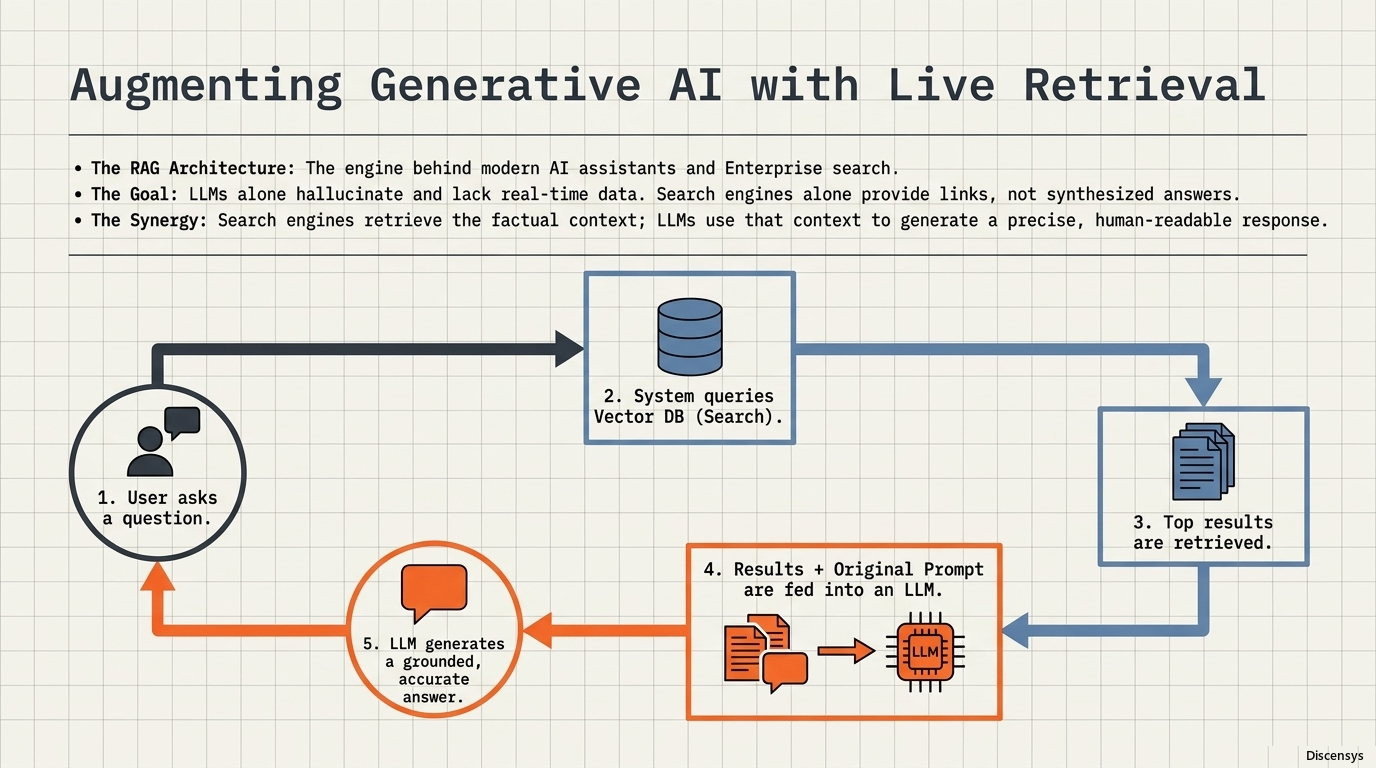 Augmenting Generative AI with Live Retrieval
• The RAG Architecture: The engine behind modern AI assistants and Enterprise search.
• The Goal: LLMs alone hallucinate and lack real-time data. Search engines alone provide links, not synthesized answers.
• The Synergy: Search engines retrieve the factual context; LLMs use that context to generate a precise, human-readable response.
1. User asks
a question.
2. System queries
Vector DB (Search).
3. Top results
are retrieved.
4. Results + Original Prompt
are fed into an LLM.
LLM
5. LLM generates
a grounded,
accurate
answer.
Discensys